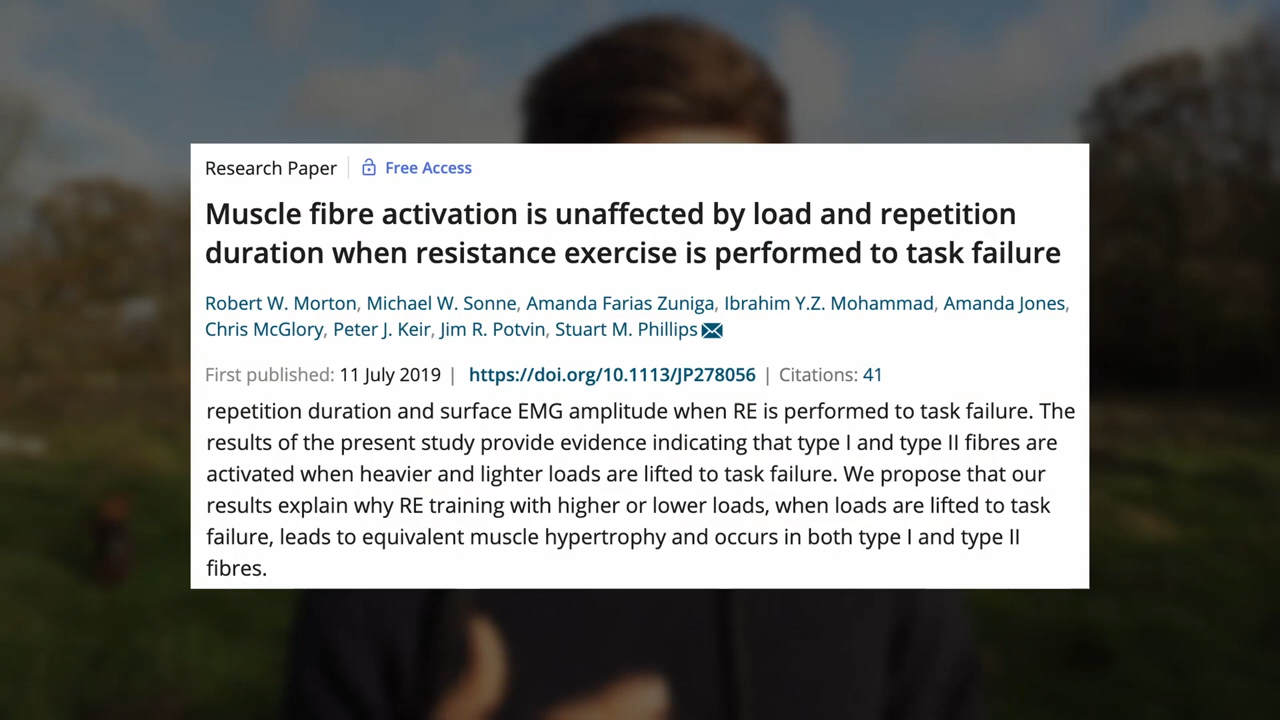 Research Paper | Free Access
Muscle fibre activation is unaffected by load and repetition
duration when resistance exercise is performed to task failure
Robert W. Morton, Michael W. Sonne, Amanda Farias Zuniga, Ibrahim Y.Z. Mohammad, Amanda Jones,
Chris McGlory, Peter J. Keir, Jim R. Potvin, Stuart M. Phillips
First published: 11 July 2019 | https://doi.org/10.1113/JP278056 | Citations: 41
repetition duration and surface EMG amplitude when RE is performed to task failure. The
results of the present study provide evidence indicating that type I and type II fibres are
activated when heavier and lighter loads are lifted to task failure. We propose that our
results explain why RE training with higher or lower loads, when loads are lifted to task
failure, leads to equivalent muscle hypertrophy and occurs in both type I and type II
fibres.